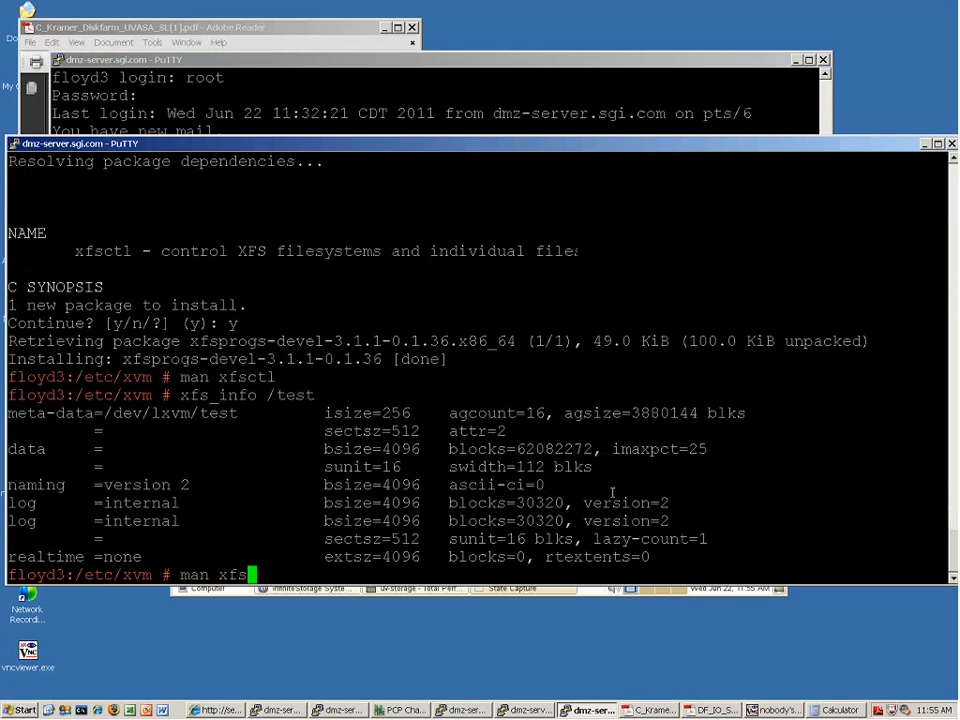 C_Kramer_Diskfarm_UVASA_SL[1].pdf - Adobe Reader
File Edit View Document Tools Window Help
dmz-server.sgi.com - PuTTY
floyd3 login: root
Password:
Last login: Wed Jun 22 11:32:21 CDT 2011 from dmz-server.sgi.com on pts/6
You have new mail.
dmz-server.sgi.com - PuTTY
Resolving package dependencies...
NAME
xfsctl - control XFS filesystems and individual files
C SYNOPSIS
1 new package to install.
Continue? [y/n/?] (y): y
Retrieving package xfsprogs-devel-3.1.1-0.1.36.x86_64 (1/1), 49.0 KiB (100.0 KiB unpacked)
Installing: xfsprogs-devel-3.1.1-0.1.36 [done]
floyd3:/etc/xvm # man xfsctl
floyd3:/etc/xvm # xfs_info /test
meta-data=/dev/lxvm/test isize=256 agcount=16, agsize=3880144 blks
= sectsz=512 attr=2
data = bsize=4096 blocks=62082272, imaxpct=25
= sunit=16 swidth=112 blks
naming =version 2 bsize=4096 ascii-ci=0
log =internal bsize=4096 blocks=30320, version=2
log =internal bsize=4096 blocks=30320, version=2
= sectsz=512 sunit=16 blks, lazy-count=1
realtime =none extsz=4096 blocks=0, rtextents=0
floyd3:/etc/xvm # man xfs
Computer InfiniteStorage Syste... uv-storage - Total Perf... State Capture Wed Jun 22, 11:55 AM
Network
Recordi...
vncviewer.exe
Start http://se... dmz-ser... dmz-ser... PCP Cha... dmz-ser... dmz-serv... dmz-ser... C_Krame... DF_IO_S... nobody's... Calculator 11:55 AM